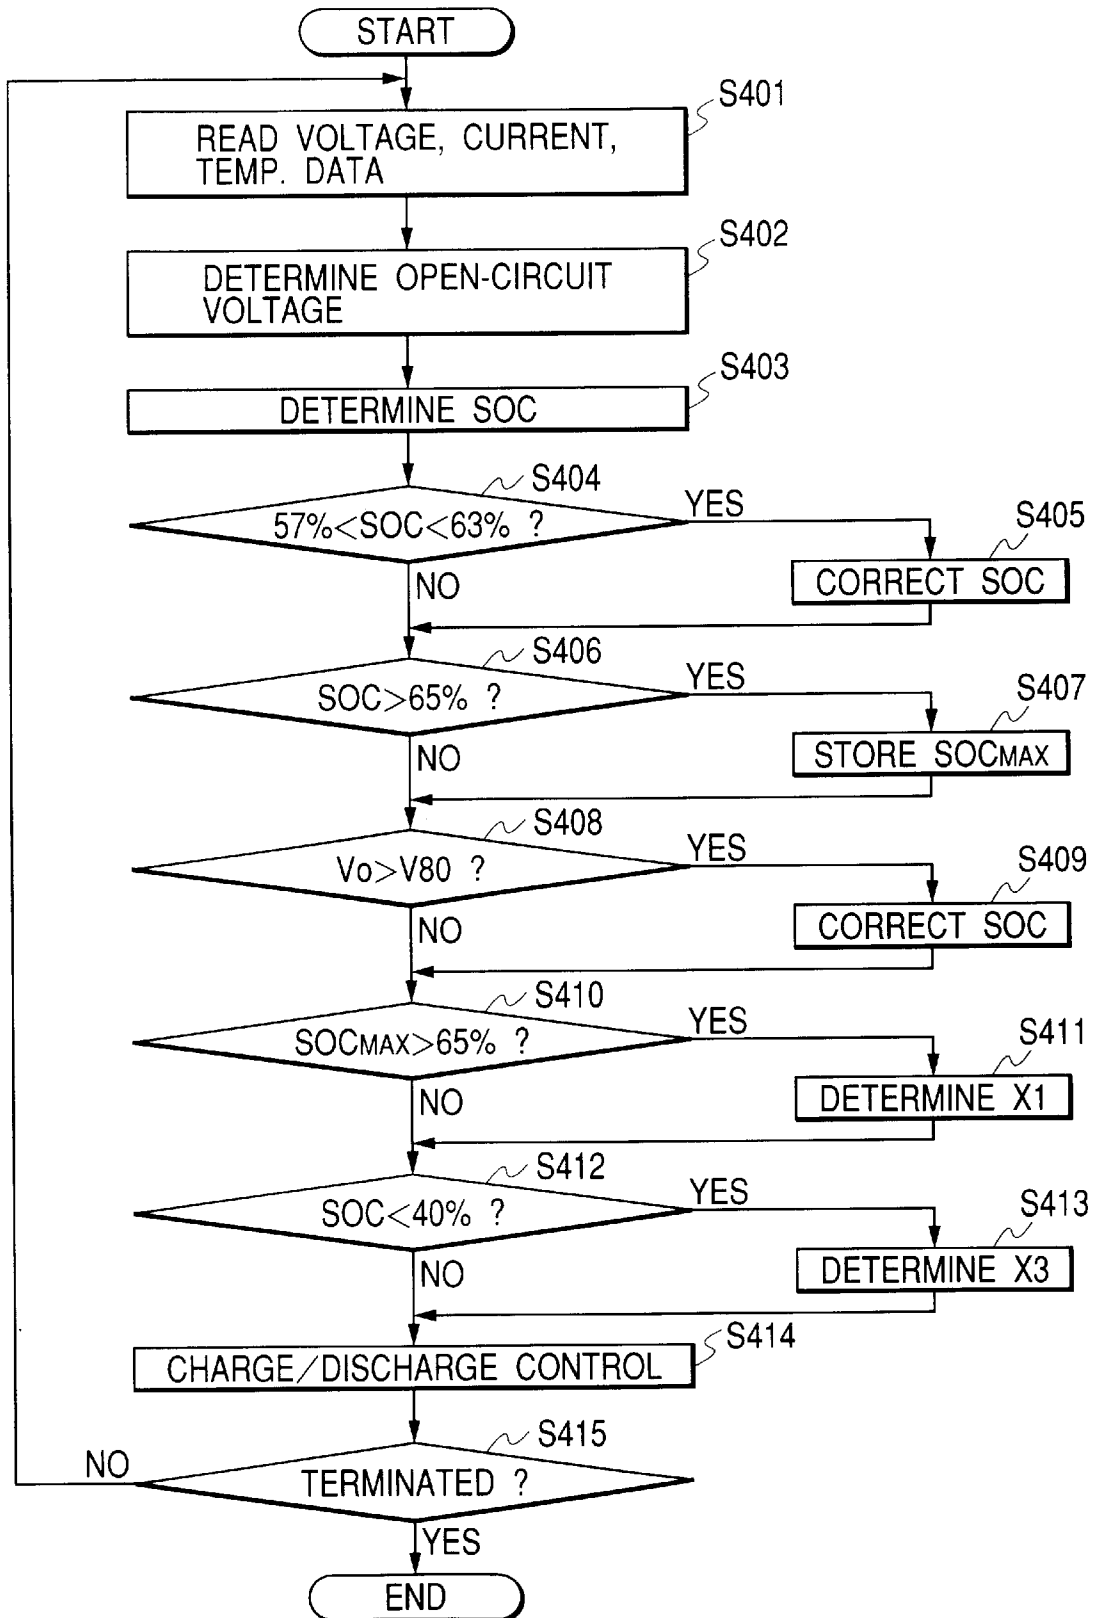 START
S401
READ VOLTAGE, CURRENT,
TEMP. DATA
S402
DETERMINE OPEN-CIRCUIT
VOLTAGE
S403
DETERMINE SOC
S404
57%<SOC<63% ?
YES
S405
CORRECT SOC
NO
S406
SOC>65% ?
YES
S407
STORE SOCMAX
NO
S408
Vo>V80 ?
YES
S409
CORRECT SOC
NO
S410
SOCMAX>65% ?
YES
S411
DETERMINE X1
NO
S412
SOC<40% ?
YES
S413
DETERMINE X3
NO
S414
CHARGE/DISCHARGE CONTROL
S415
NO
TERMINATED ?
YES
END